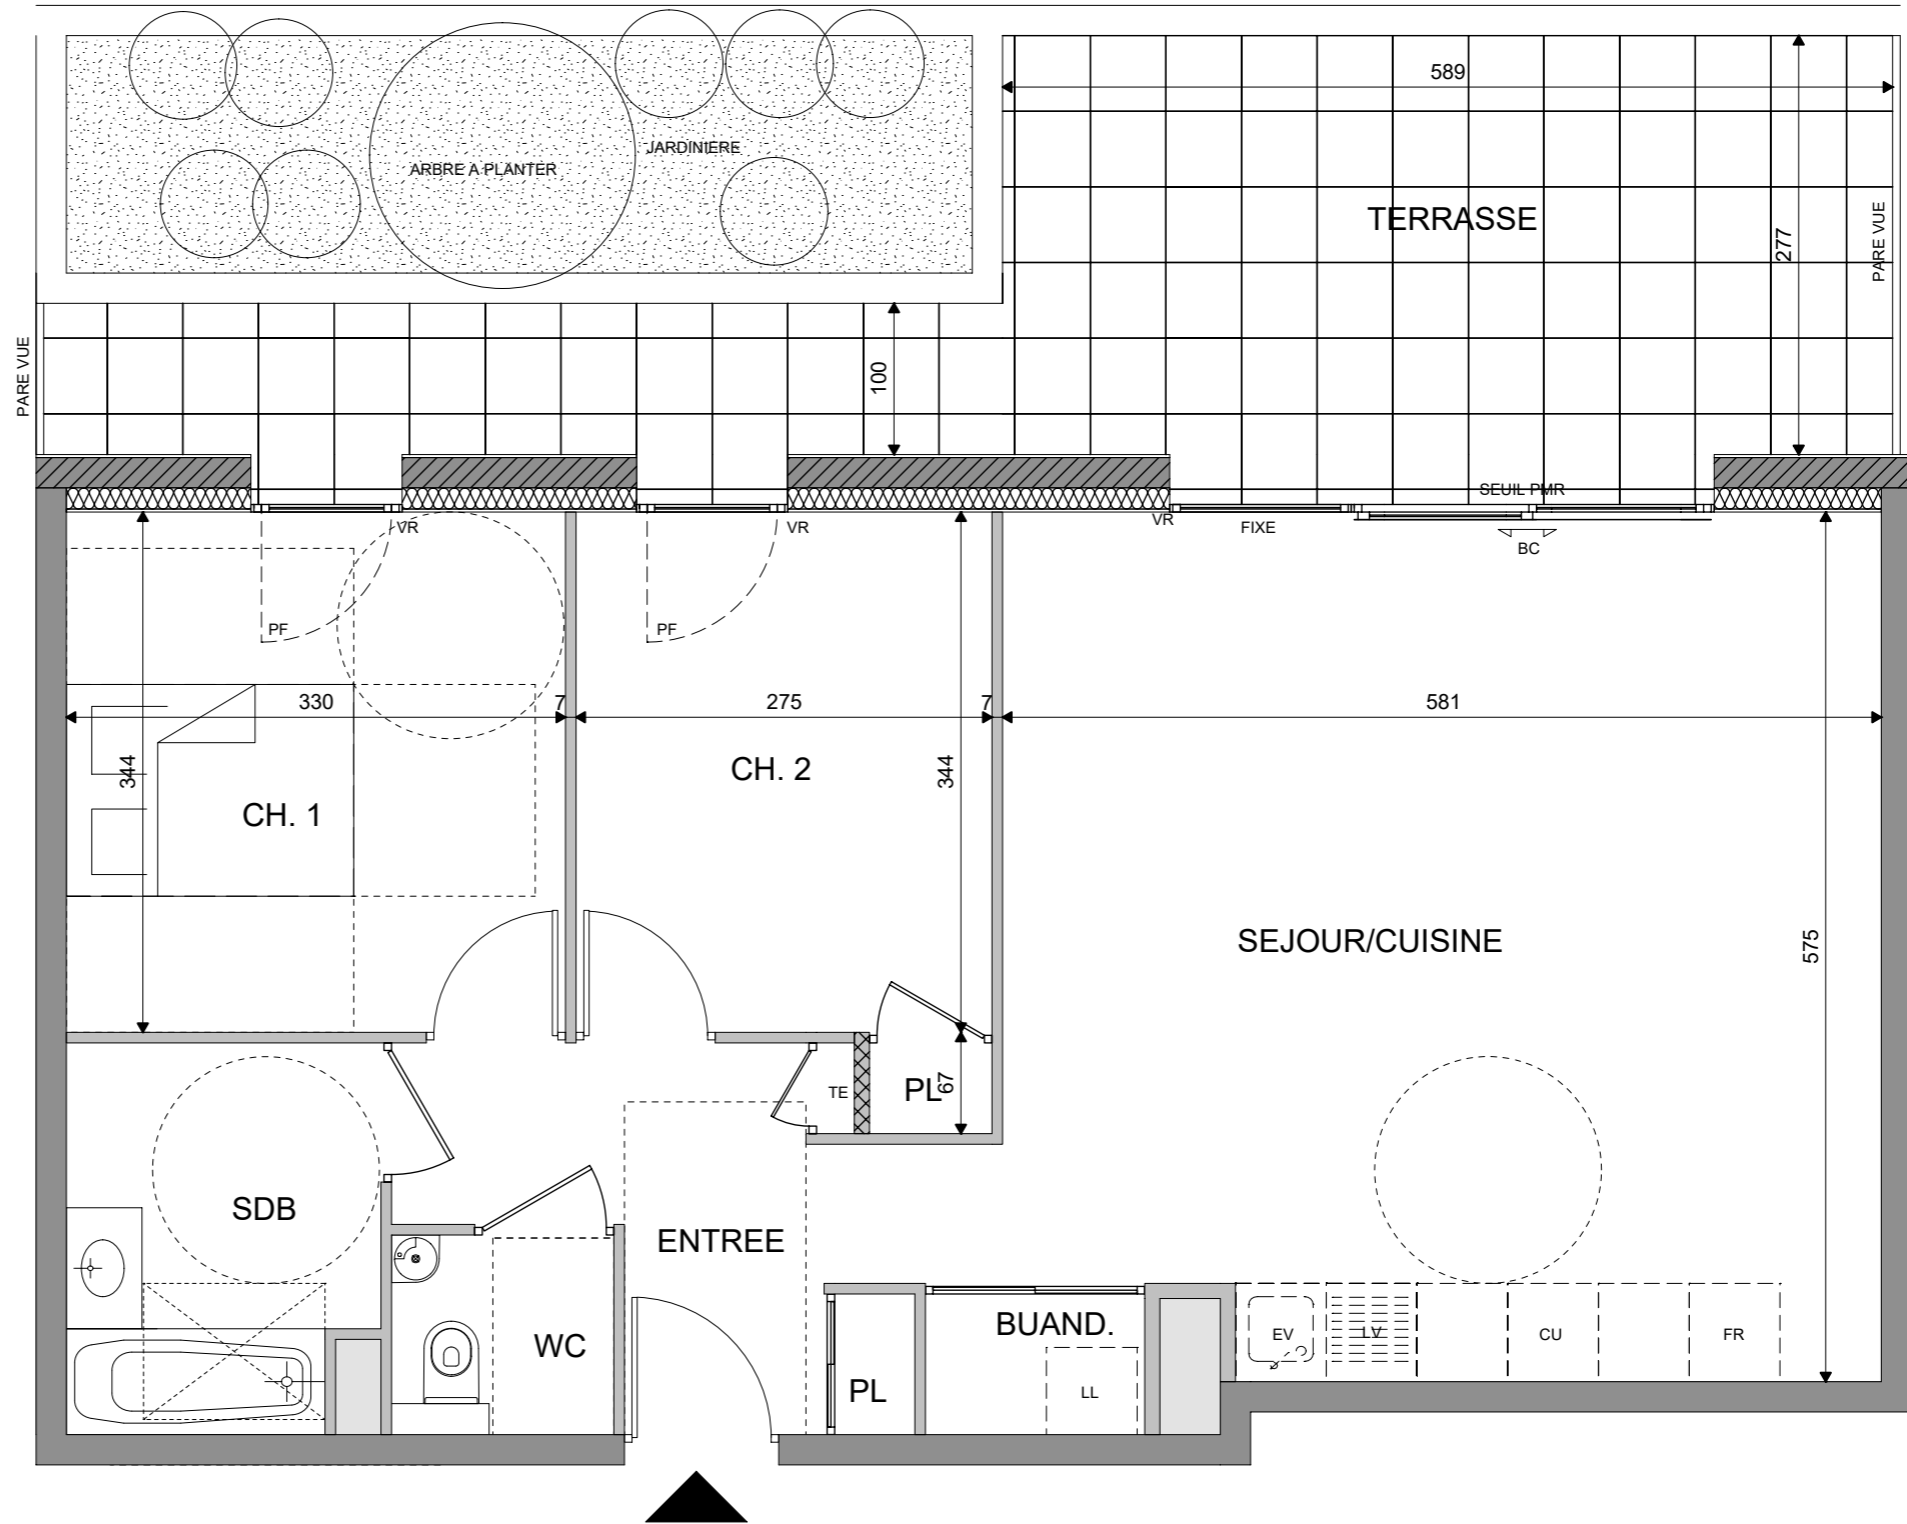 589
JARDINIERE
ARBRE A PLANTER
TERRASSE
277
PARE VUE
PARE VUE
100
SEUIL PMR
VR
VR
VR
FIXE
BC
PF
PF
330
7
275
7
581
344
CH. 2
344
CH. 1
SEJOUR/CUISINE
575
TE
PL
67
SDB
ENTREE
BUAND.
WC
EV
LV
CU
FR
PL
LL